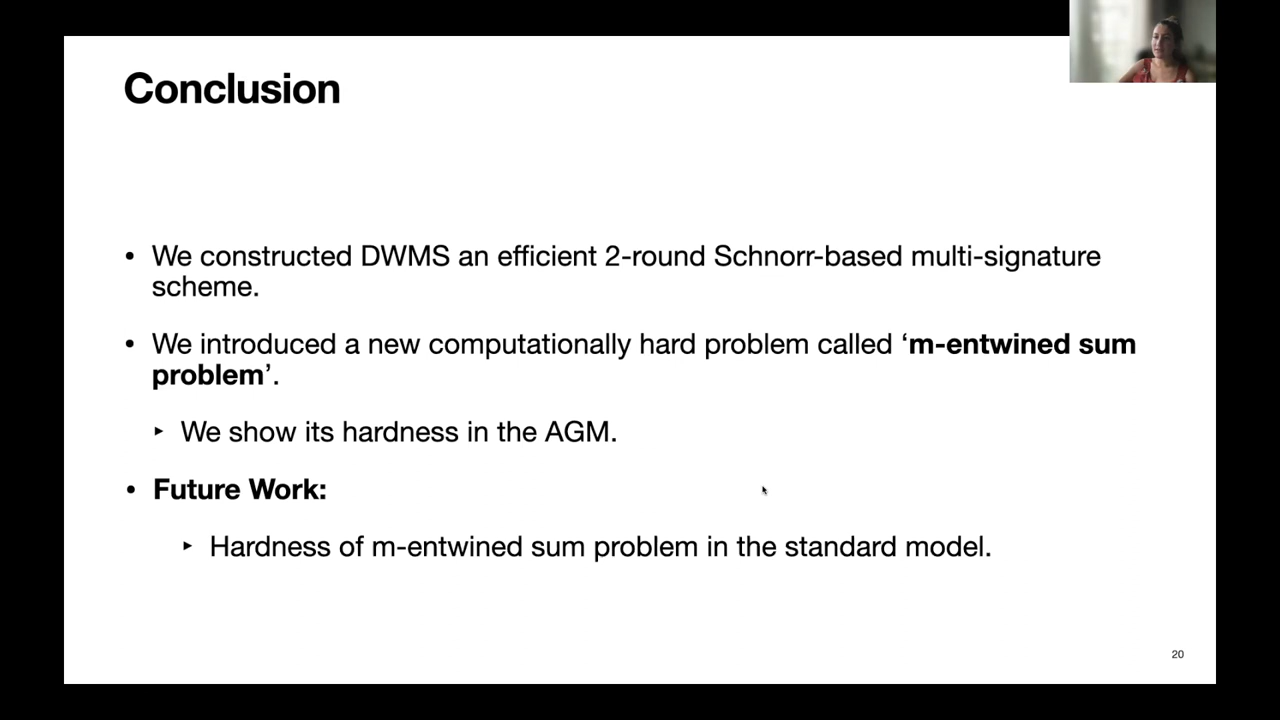 Conclusion
• We constructed DWMS an efficient 2-round Schnorr-based multi-signature
scheme.
• We introduced a new computationally hard problem called ‘m-entwined sum
problem’.
‣ We show its hardness in the AGM.
• Future Work:
‣ Hardness of m-entwined sum problem in the standard model.
20